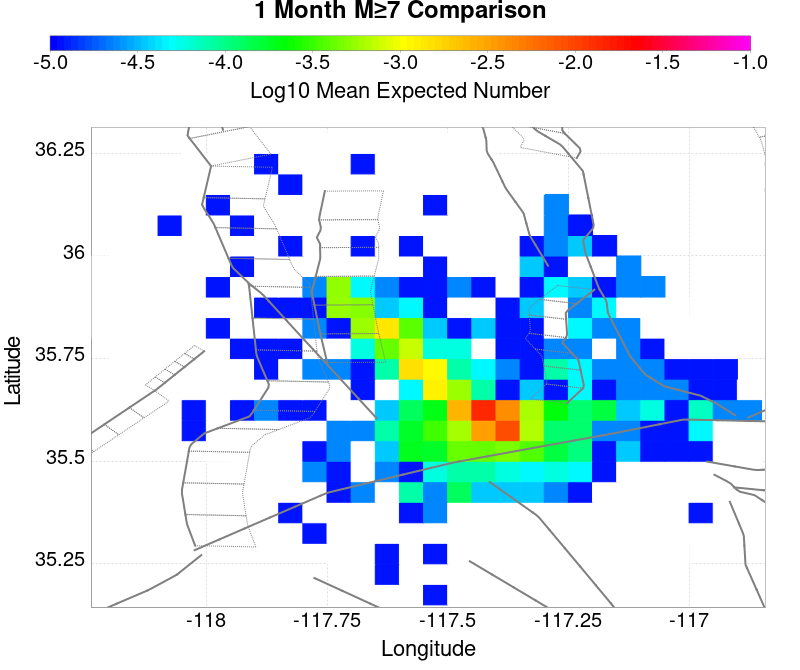 1 Month M≥7 Comparison
-5.0 -4.5 -4.0 -3.5 -3.0 -2.5 -2.0 -1.5 -1.0
Log10 Mean Expected Number
36.25
36
35.75
35.5
35.25
Latitude
-118 -117.75 -117.5 -117.25 -117
Longitude